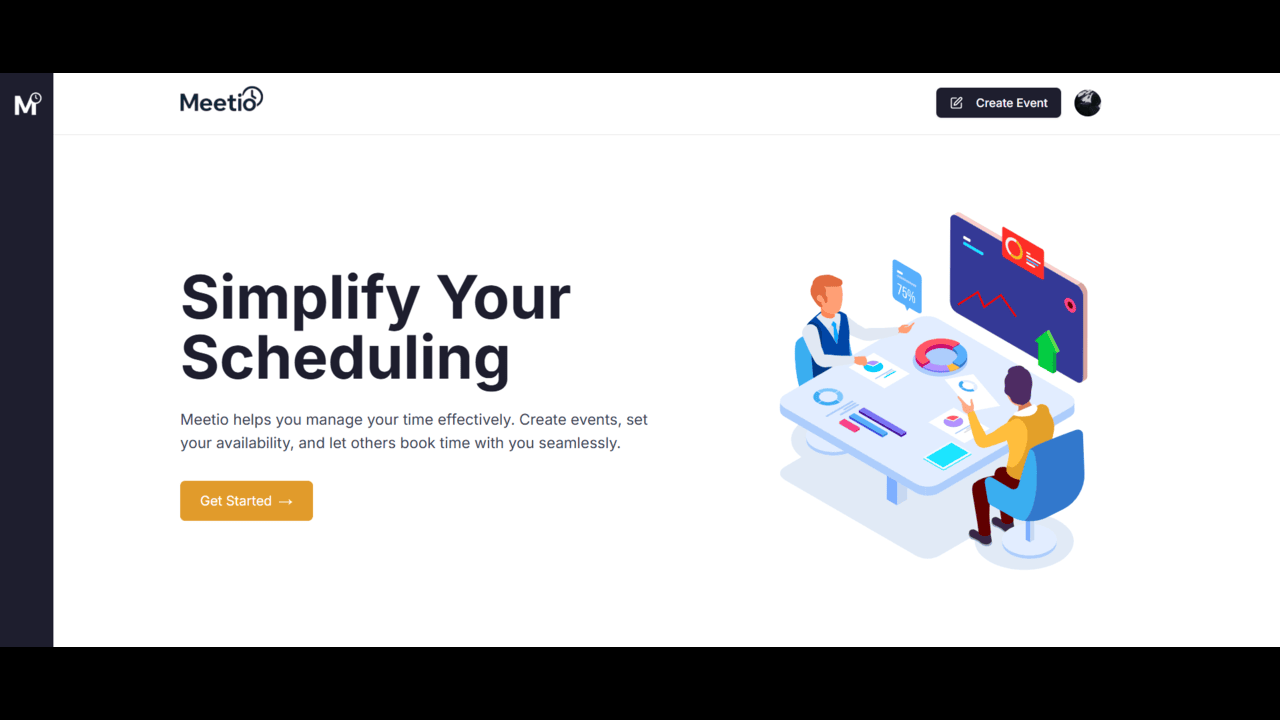 M
Meetio
Create Event
Simplify Your
Scheduling
Meetio helps you manage your time effectively. Create events, set
your availability, and let others book time with you seamlessly.
Get Started →
75%